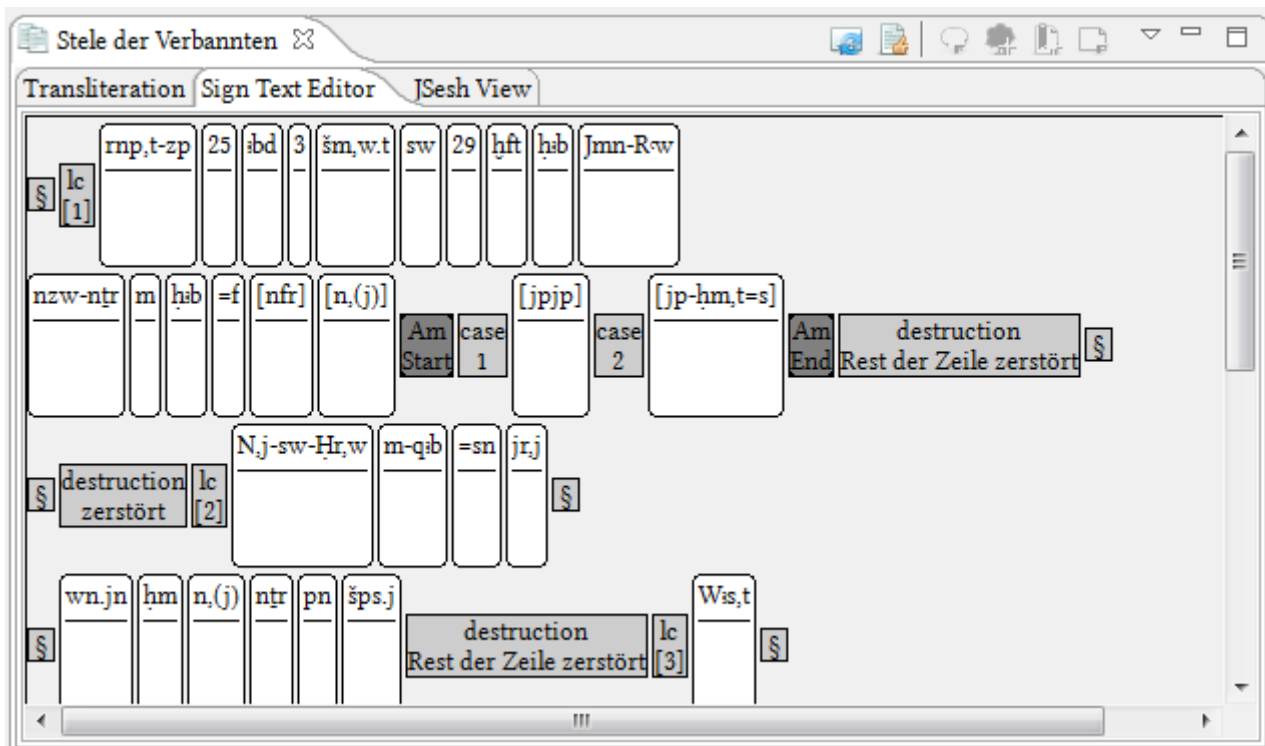 Stele der Verbannten
Transliteration Sign Text Editor JSesh View
§ lc [1] rnp,t-zp 25 ꜣbd 3 šm,w.t sw 29 ḫft ḥꜣb Jmn-Rꜥw
nzw-nṯr m ḥꜣb =f [nfr] [n,(j)] Am Start case 1 [jpjp] case 2 [jp-ḥm,t=s] Am End destruction Rest der Zeile zerstört §
§ destruction zerstört lc [2] N,j-sw-Ḥr,w m-qꜣb =sn jr,j §
§ wn.jn ḥm n,(j) nṯr pn šps.j destruction Rest der Zeile zerstört lc [3] Wꜣs,t §